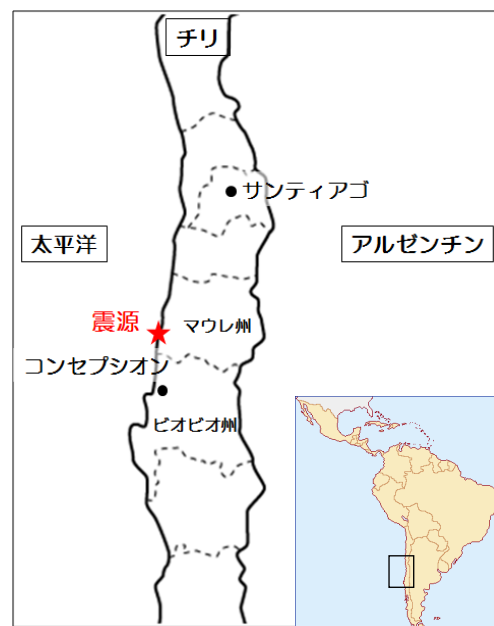 チリ
サンティアゴ
太平洋
アルゼンチン
震源
マウレ州
コンセプシオン
ビオビオ州